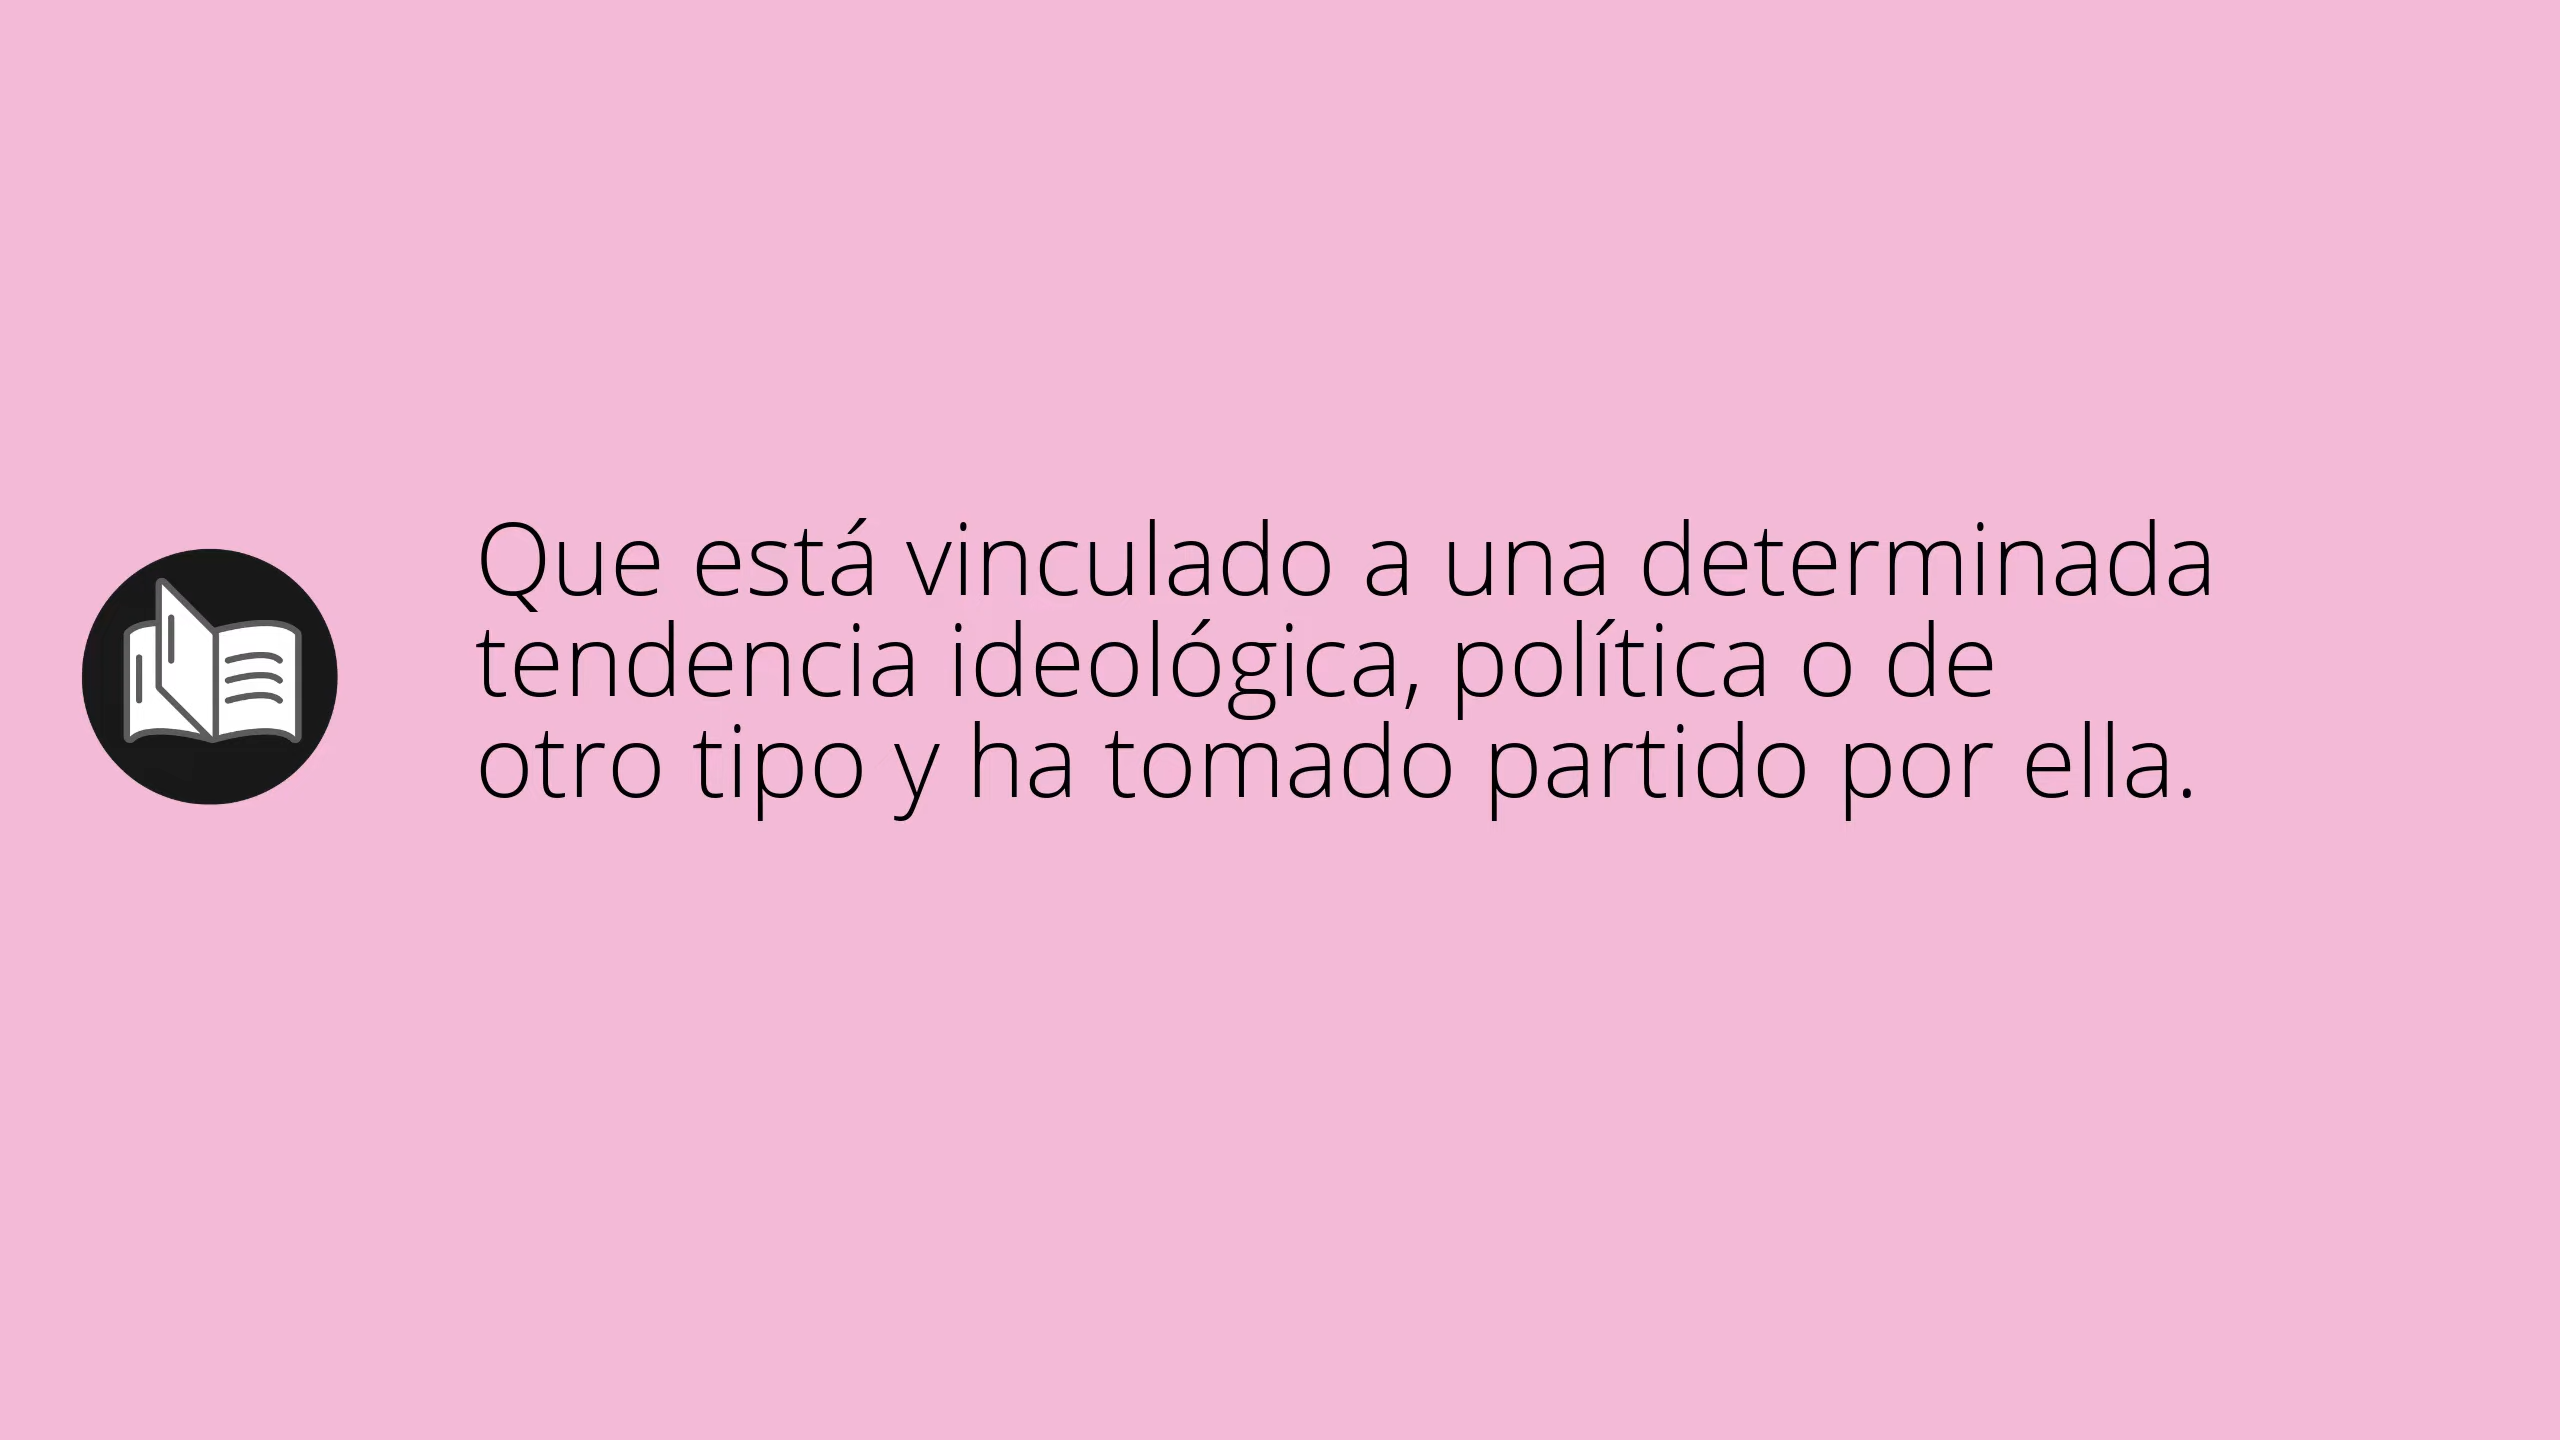 Que está vinculado a una determinada
tendencia ideológica, política o de
otro tipo y ha tomado partido por ella.